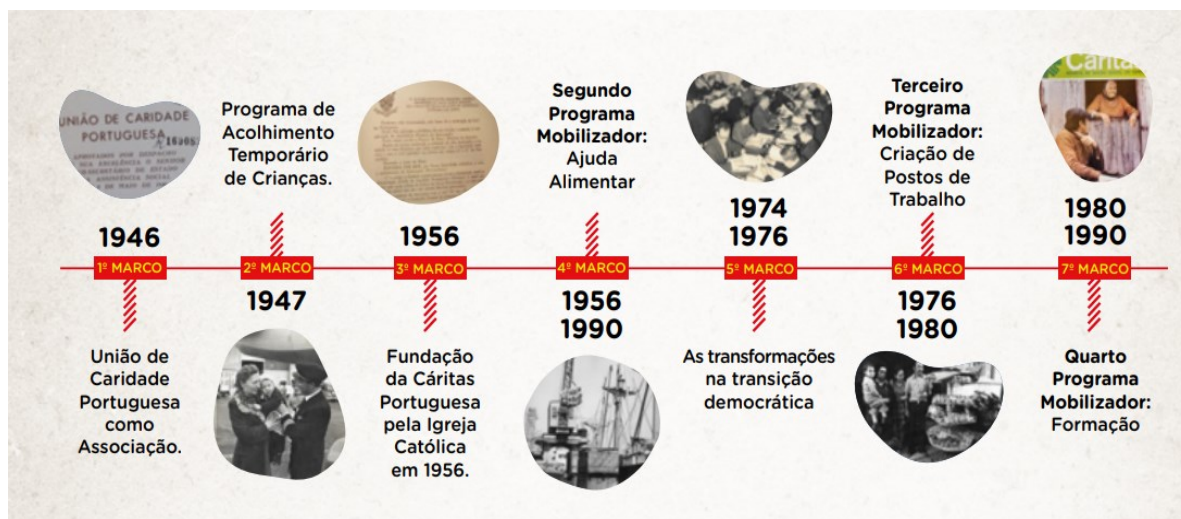 UNIÃO DE CARIDADE
PORTUGUESA
1946
1º MARCO
União de
Caridade
Portuguesa
como
Associação.
Programa de
Acolhimento
Temporário
de Crianças.
2º MARCO
1947
1956
3º MARCO
Fundação
da Cáritas
Portuguesa
pela Igreja
Católica
em 1956.
Segundo
Programa
Mobilizador:
Ajuda
Alimentar
4º MARCO
1956
1990
1974
1976
5º MARCO
As transformações
na transição
democrática
Terceiro
Programa
Mobilizador:
Criação de
Postos de
Trabalho
6º MARCO
1976
1980
1980
1990
7º MARCO
Quarto
Programa
Mobilizador:
Formação